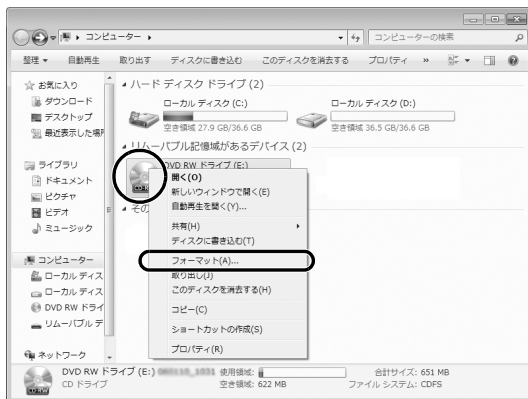 コンピューター
コンピューターの検索
整理
自動再生
取り出す
ディスクに書き込む
このディスクを消去する
プロパティ
»
お気に入り
ダウンロード
デスクトップ
最近表示した場所
ライブラリ
ドキュメント
ピクチャ
ビデオ
ミュージック
コンピューター
ローカル ディス
ローカル ディス
DVD RW ドライ
リムーバブル デ
ネットワーク
ハード ディスク ドライブ (2)
ローカル ディスク (C:)
空き領域 27.9 GB/36.6 GB
ローカル ディスク (D:)
空き領域 36.5 GB/36.6 GB
リムーバブル記憶域があるデバイス (2)
DVD RW ドライブ (E:)
CD-RW
その
開く(O)
新しいウィンドウで開く(E)
自動再生を開く(Y)...
共有(H)
ディスクに書き込む(T)
フォーマット(A)...
取り出し(J)
このディスクを消去する(H)
コピー(C)
ショートカットの作成(S)
プロパティ(R)
DVD RW ドライブ (E:)
使用領域:
合計サイズ: 651 MB
CD ドライブ
空き領域: 622 MB
ファイル システム: CDFS
CD-RW